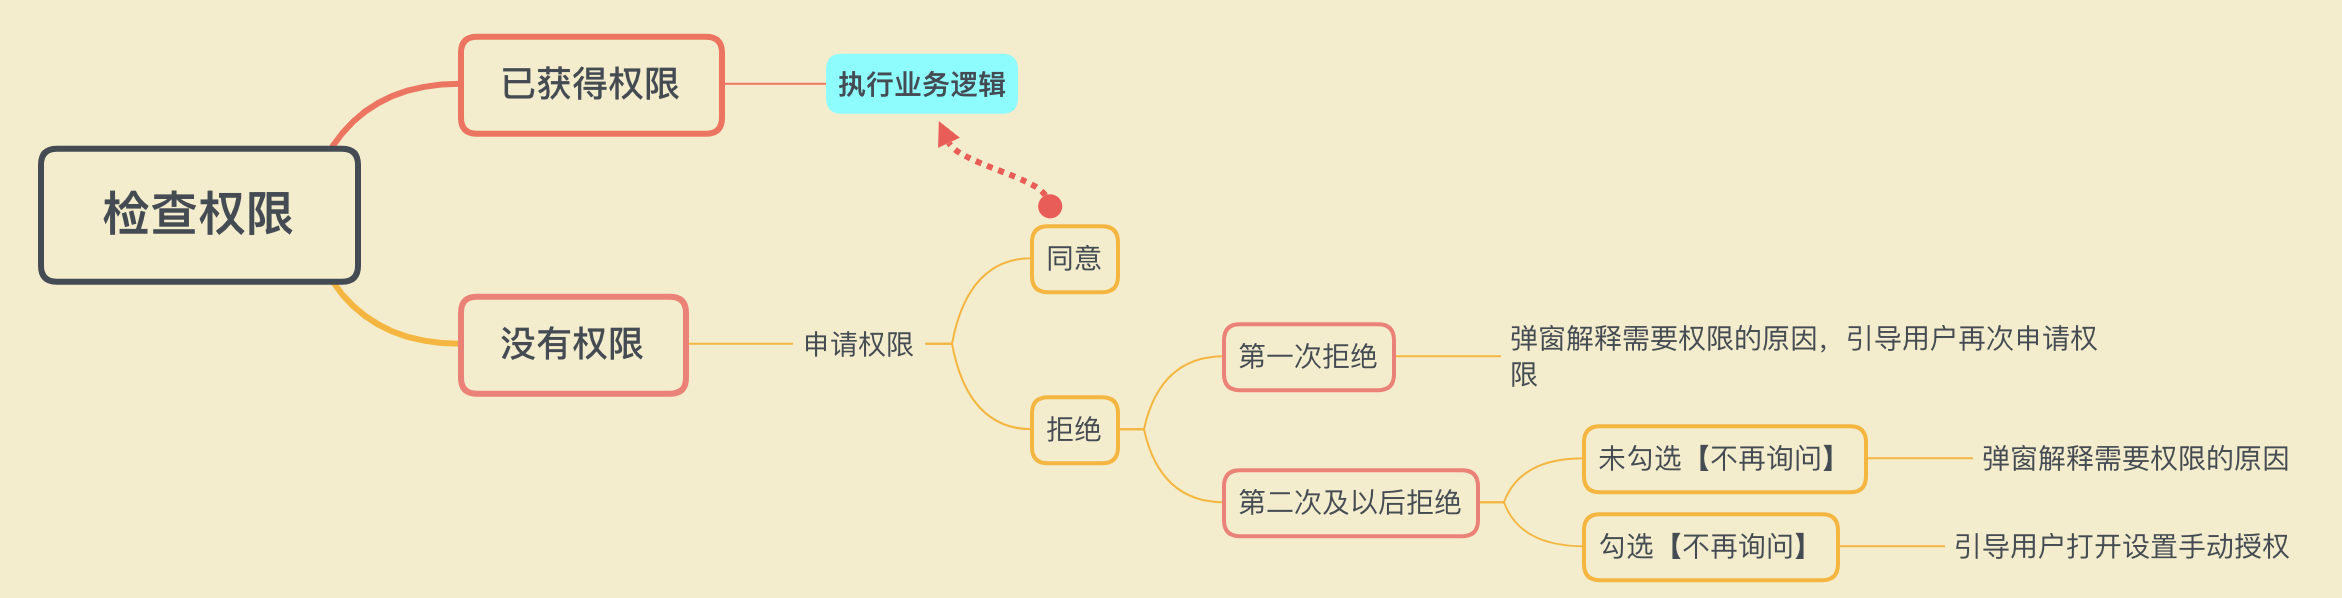 检查权限
已获得权限
执行业务逻辑
没有权限
申请权限
同意
拒绝
第一次拒绝
弹窗解释需要权限的原因，引导用户再次申请权
限
第二次及以后拒绝
未勾选【不再询问】
弹窗解释需要权限的原因
勾选【不再询问】
引导用户打开设置手动授权